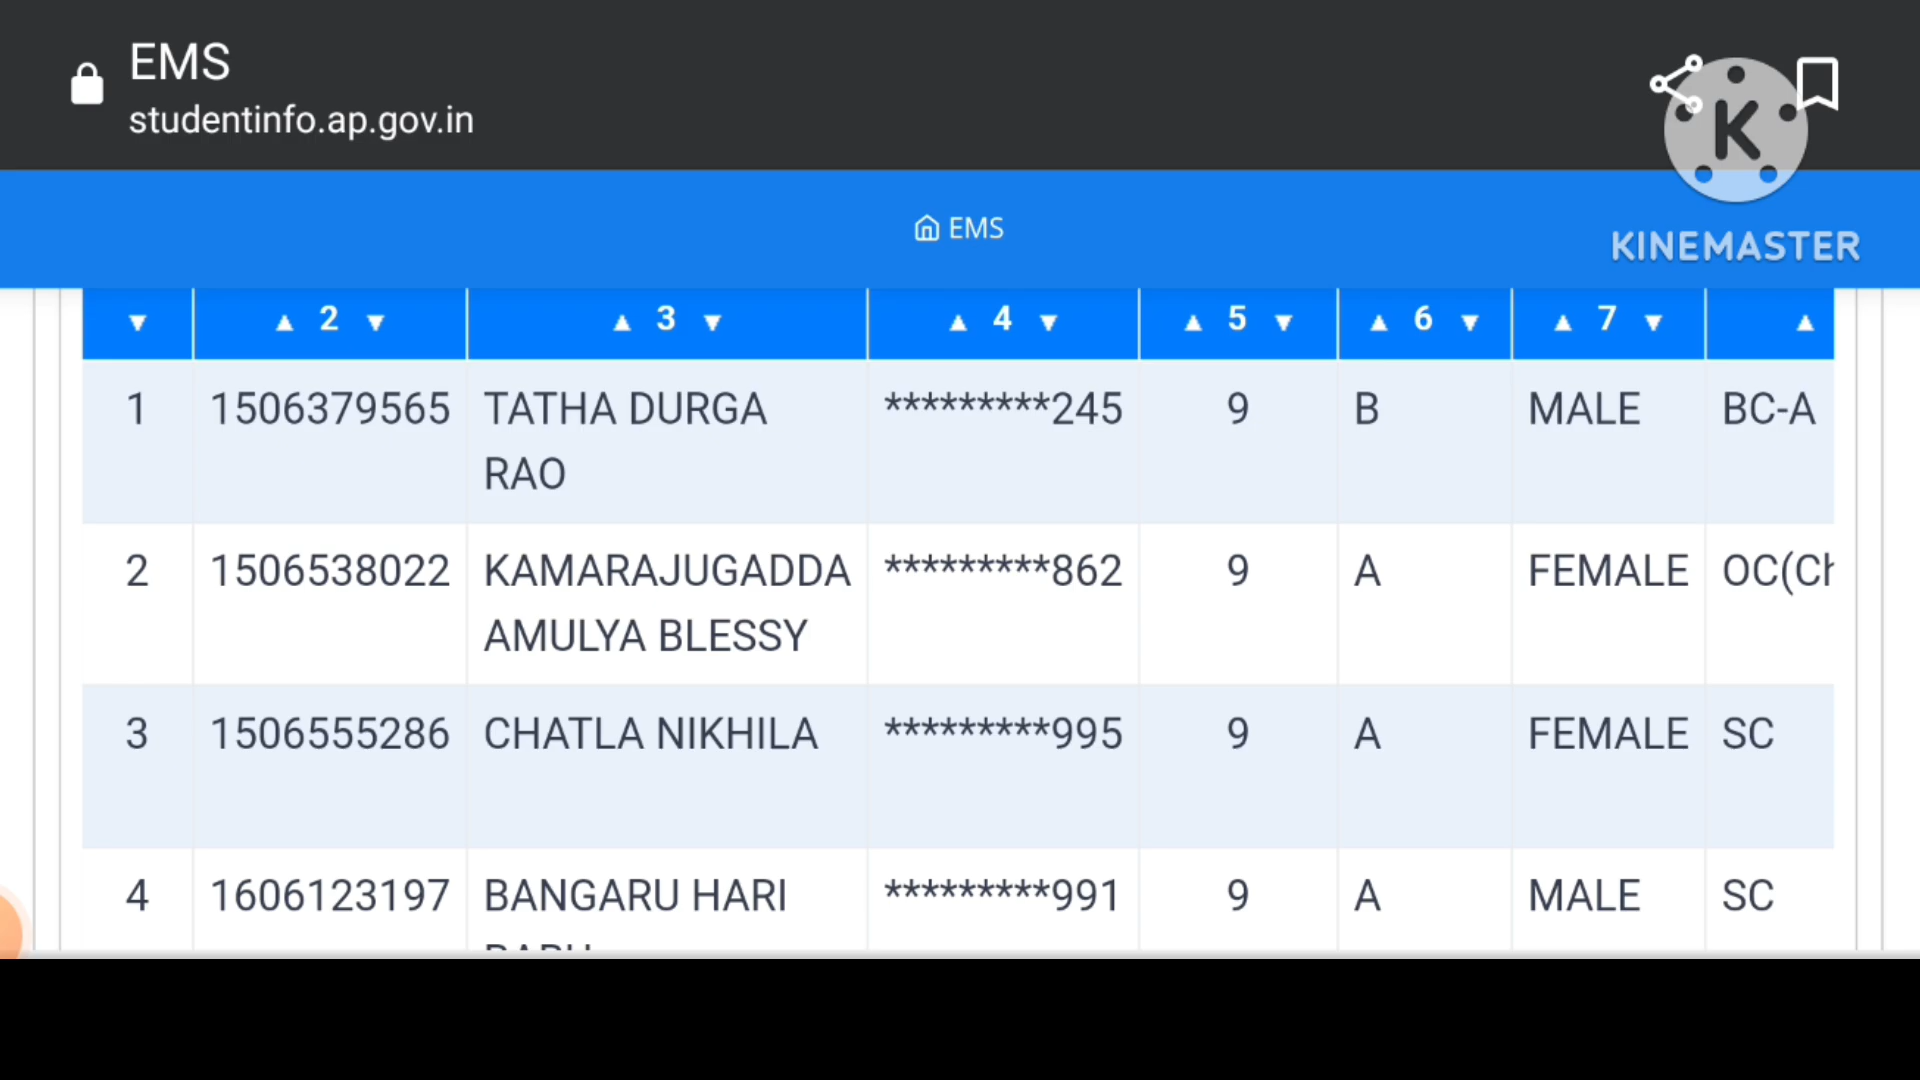 EMS
studentinfo.ap.gov.in
K
KINEMASTER
EMS
▼ ▲ 2 ▼ ▲ 3 ▼ ▲ 4 ▼ ▲ 5 ▼ ▲ 6 ▼ ▲ 7 ▼ ▲
1 1506379565 TATHA DURGA *********245 9 B MALE BC-A
RAO
2 1506538022 KAMARAJUGADDA *********862 9 A FEMALE OC(Ch
AMULYA BLESSY
3 1506555286 CHATLA NIKHILA *********995 9 A FEMALE SC
4 1606123197 BANGARU HARI *********991 9 A MALE SC